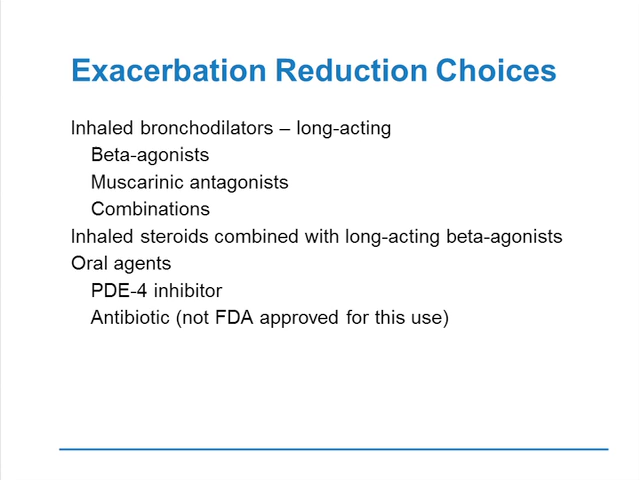 Exacerbation Reduction Choices
Inhaled bronchodilators – long-acting
Beta-agonists
Muscarinic antagonists
Combinations
Inhaled steroids combined with long-acting beta-agonists
Oral agents
PDE-4 inhibitor
Antibiotic (not FDA approved for this use)